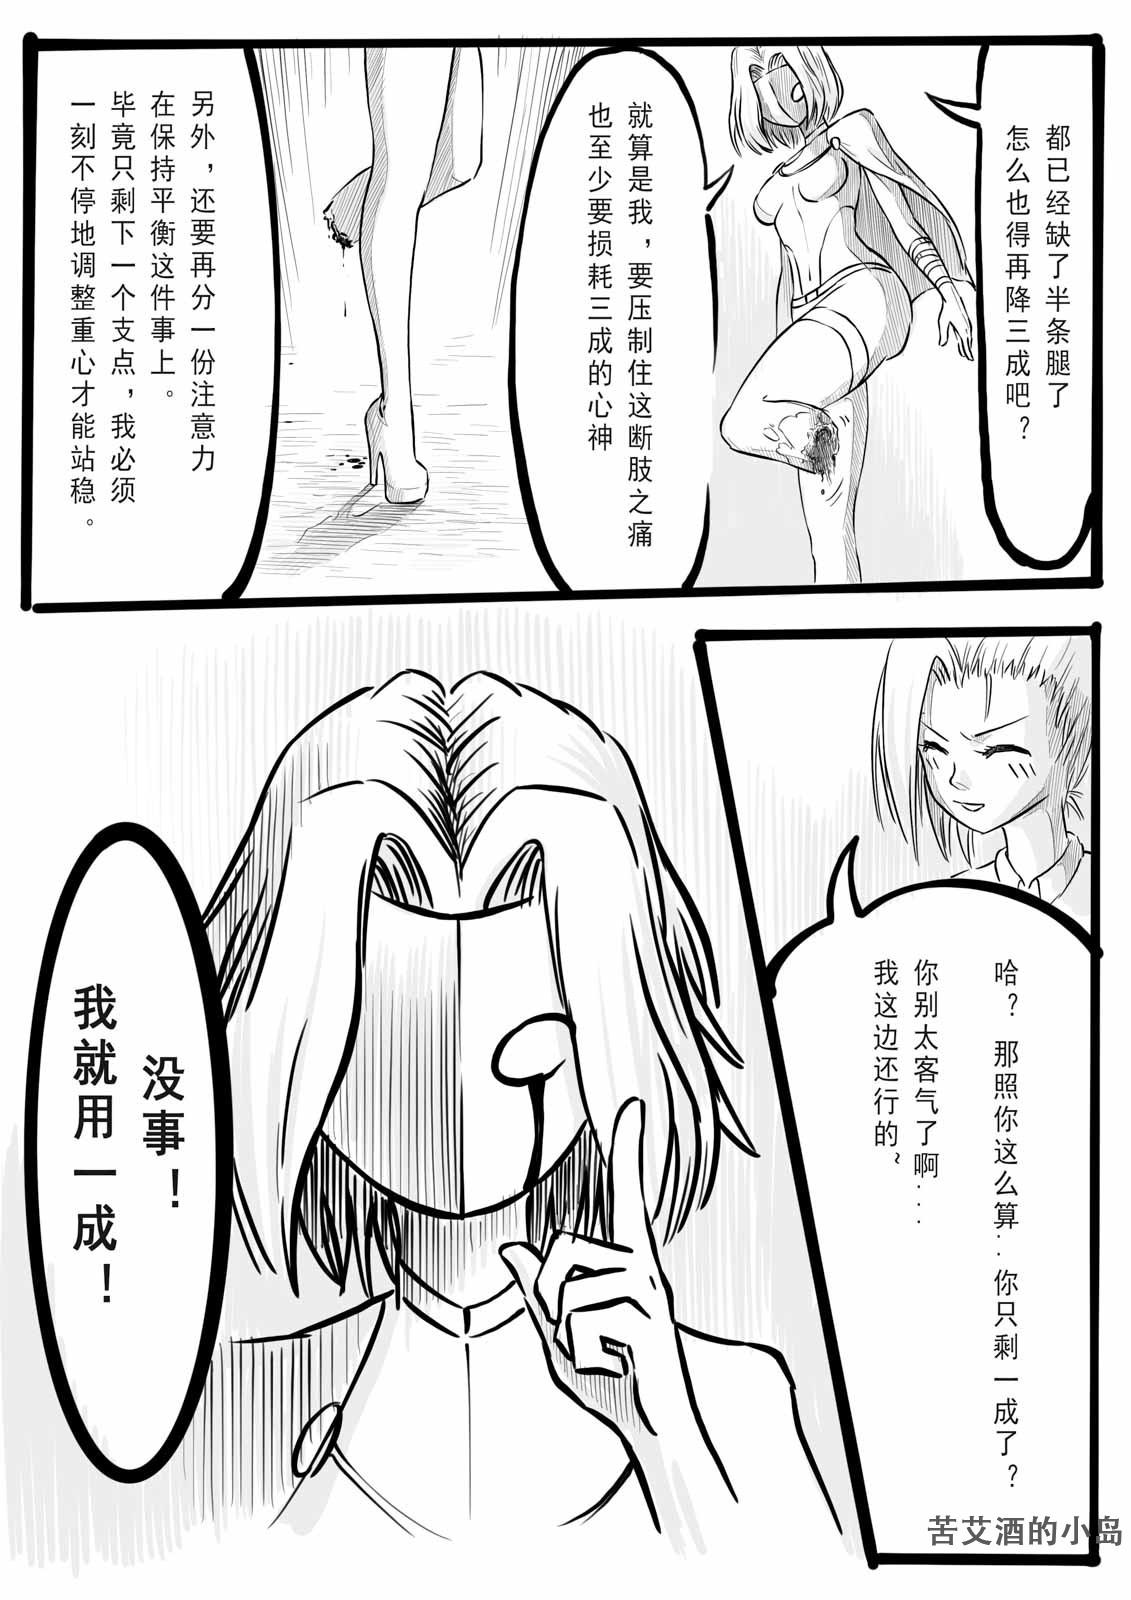 都已经缺了半条腿了
怎么也得再降三成吧？
就算是我，要压制住这断肢之痛
也至少要损耗三成的心神
另外，还要再分一份注意力
在保持平衡这件事上。
毕竟只剩下一个支点，我必须
一刻不停地调整重心才能站稳。
哈？那照你这么算...你只剩一成了？
你别太客气了啊...
我这边还行的~
没事！
我就用一成！
苦艾酒的小岛